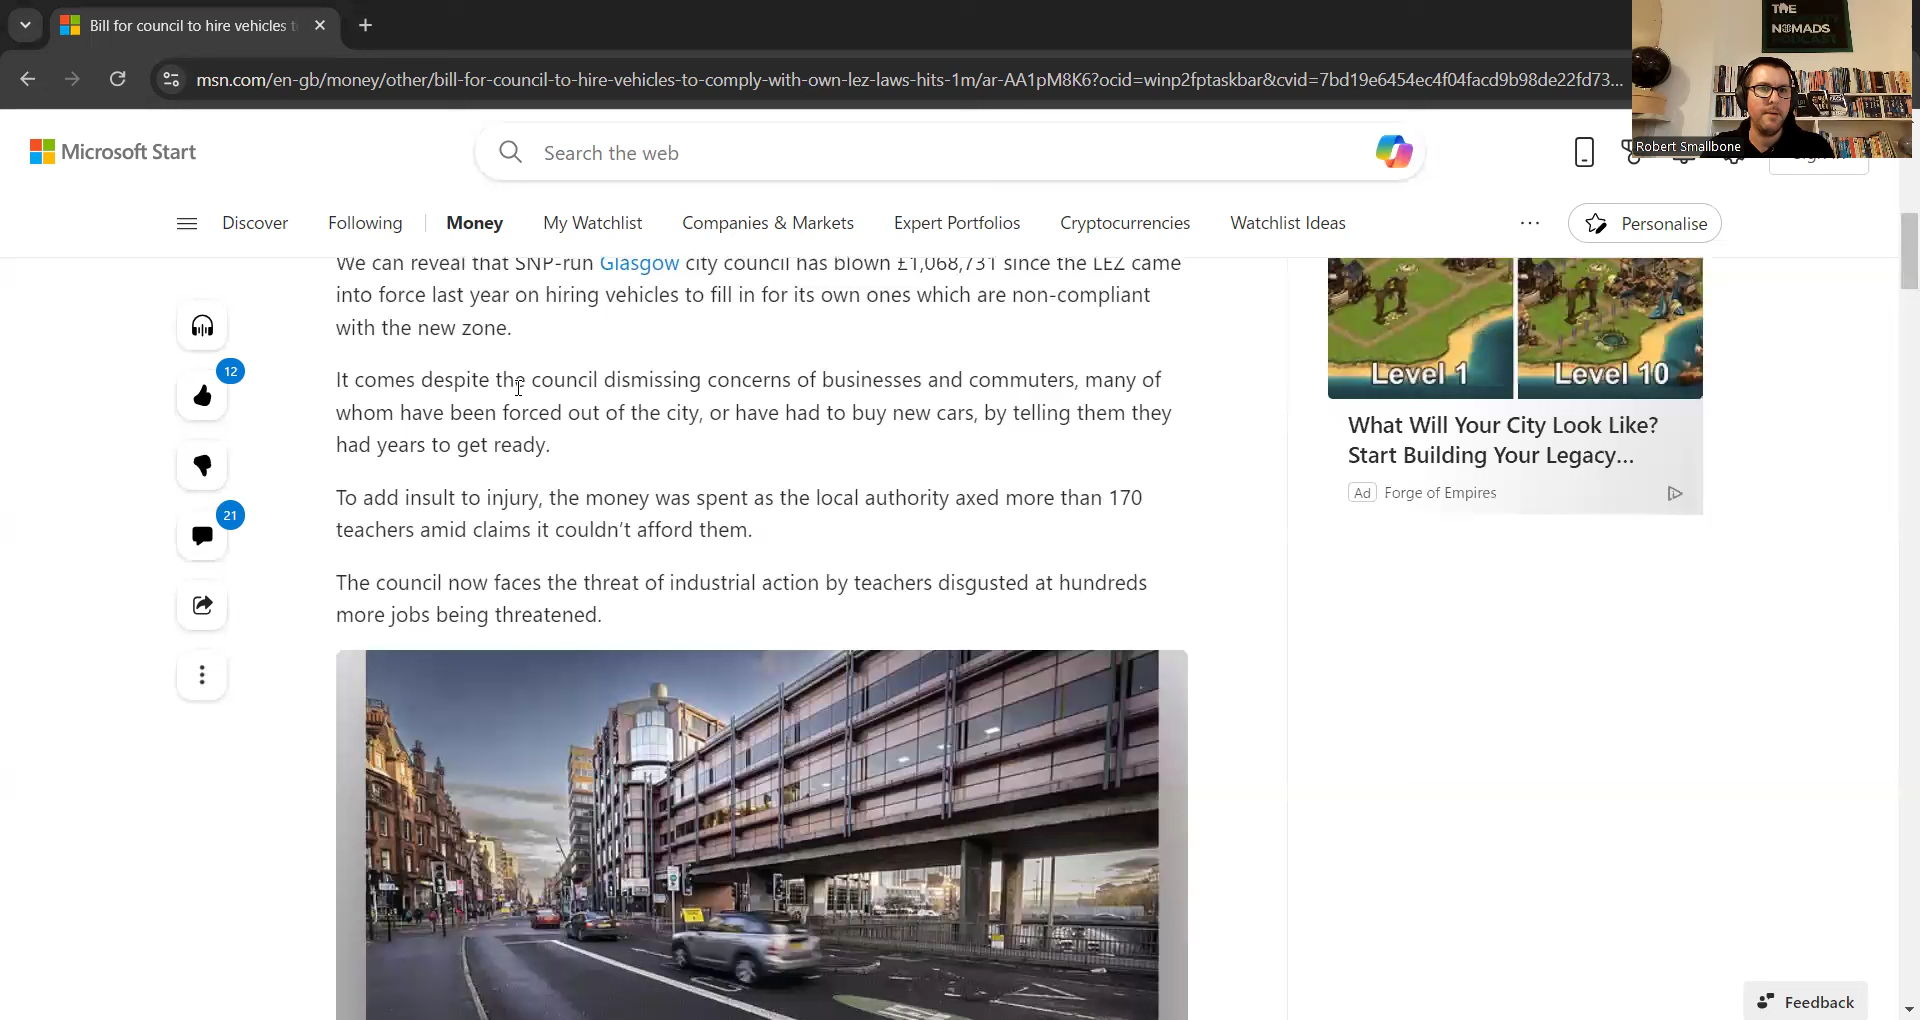 Bill for council to hire vehicles t
msn.com/en-gb/money/other/bill-for-council-to-hire-vehicles-to-comply-with-own-lez-laws-hits-1m/ar-AA1pM8K6?ocid=winp2fptaskbar&cvid=7bd19e6454ec4f04facd9b98de22fd73...
THE
NOMADS
PODCAST
Robert Smallbone
Microsoft Start
Search the web
Discover
Following
Money
My Watchlist
Companies & Markets
Expert Portfolios
Cryptocurrencies
Watchlist Ideas
Personalise
We can reveal that SNP-run Glasgow city council has blown £1,068,731 since the LEZ came
into force last year on hiring vehicles to fill in for its own ones which are non-compliant
with the new zone.
12
It comes despite the council dismissing concerns of businesses and commuters, many of
whom have been forced out of the city, or have had to buy new cars, by telling them they
had years to get ready.
21
To add insult to injury, the money was spent as the local authority axed more than 170
teachers amid claims it couldn’t afford them.
The council now faces the threat of industrial action by teachers disgusted at hundreds
more jobs being threatened.
Level 1
Level 10
What Will Your City Look Like?
Start Building Your Legacy...
Ad Forge of Empires
Feedback